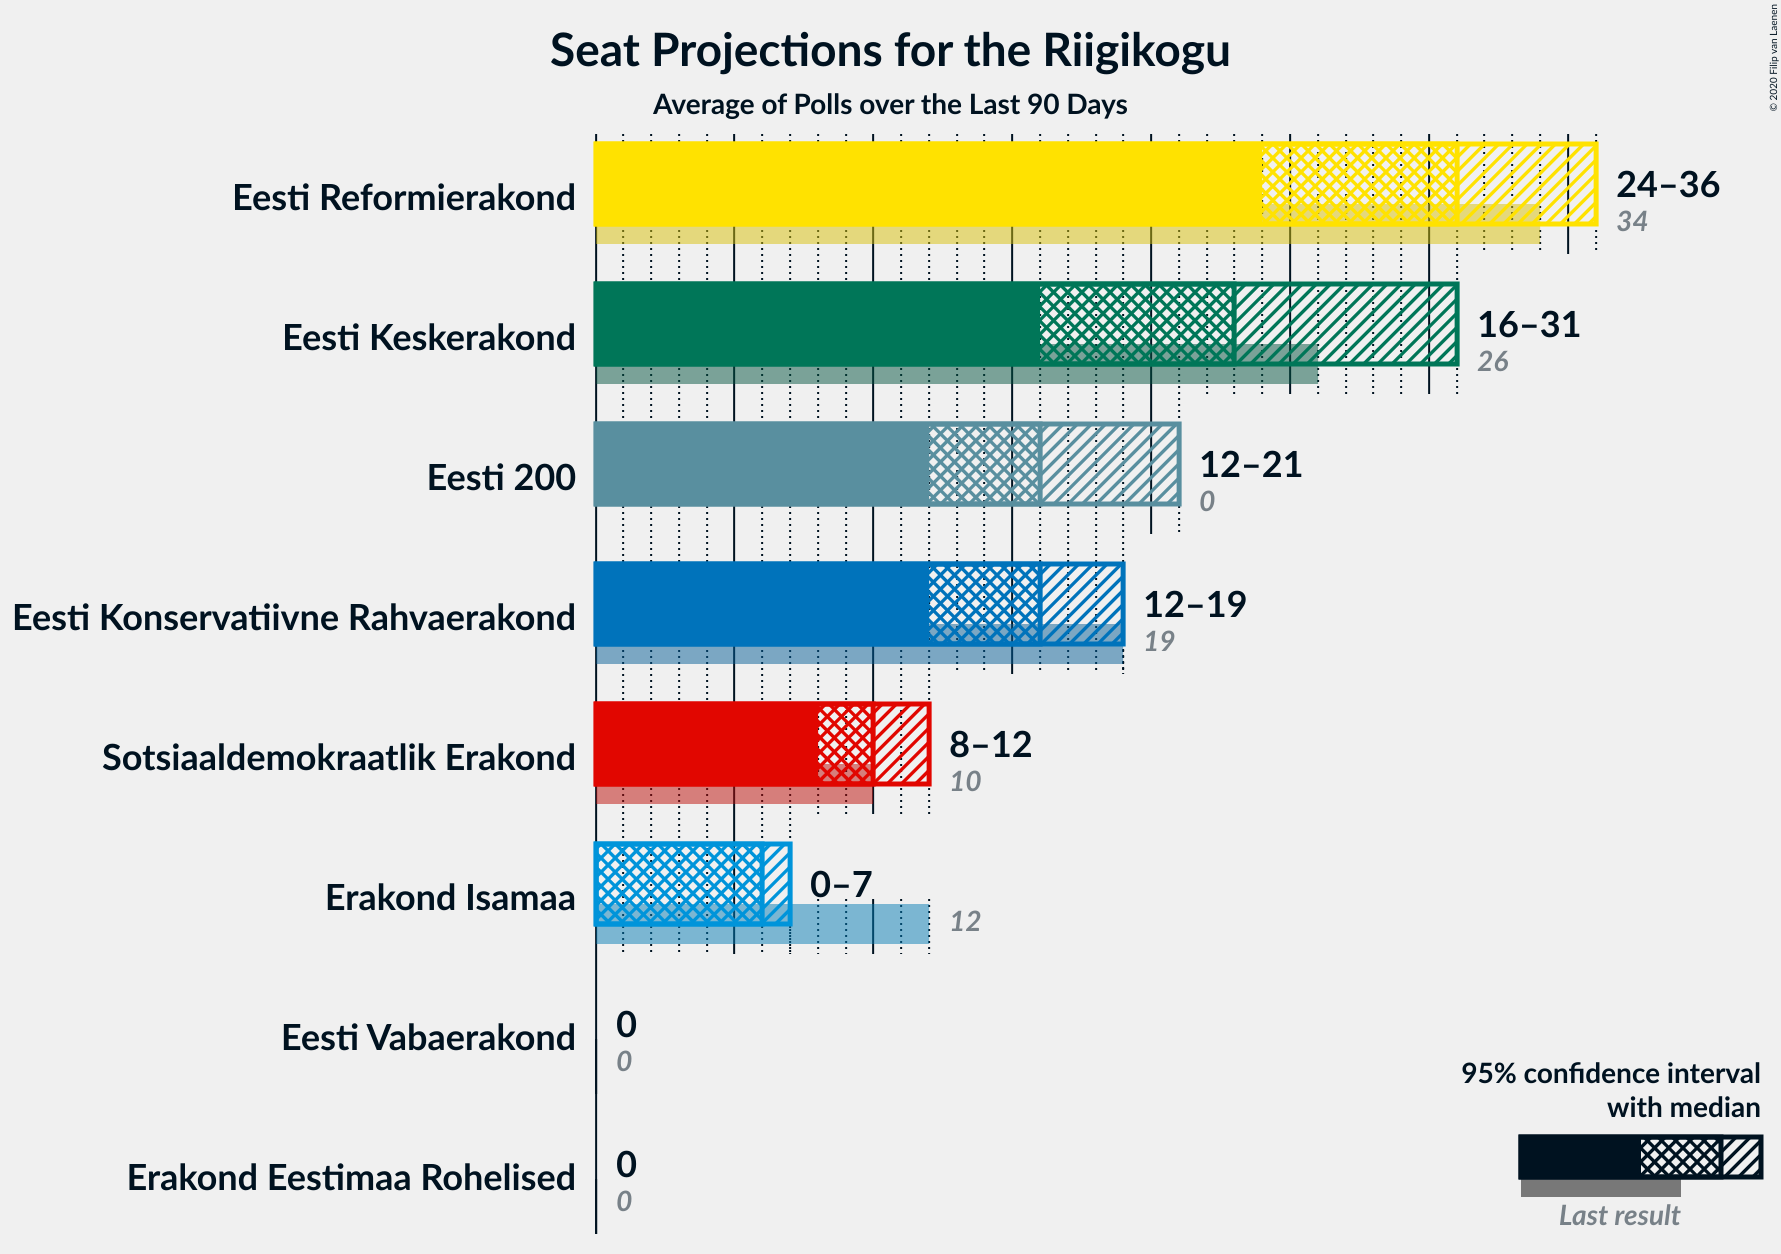 Seat Projections for the Riigikogu
Average of Polls over the Last 90 Days
© 2020 Filip van Laenen
Eesti Reformierakond
24–36
34
Eesti Keskerakond
16–31
26
Eesti 200
12–21
0
Eesti Konservatiivne Rahvaerakond
12–19
19
Sotsiaaldemokraatlik Erakond
8–12
10
Erakond Isamaa
0–7
12
Eesti Vabaerakond
0
0
Erakond Eestimaa Rohelised
0
0
95% confidence interval
with median
Last result